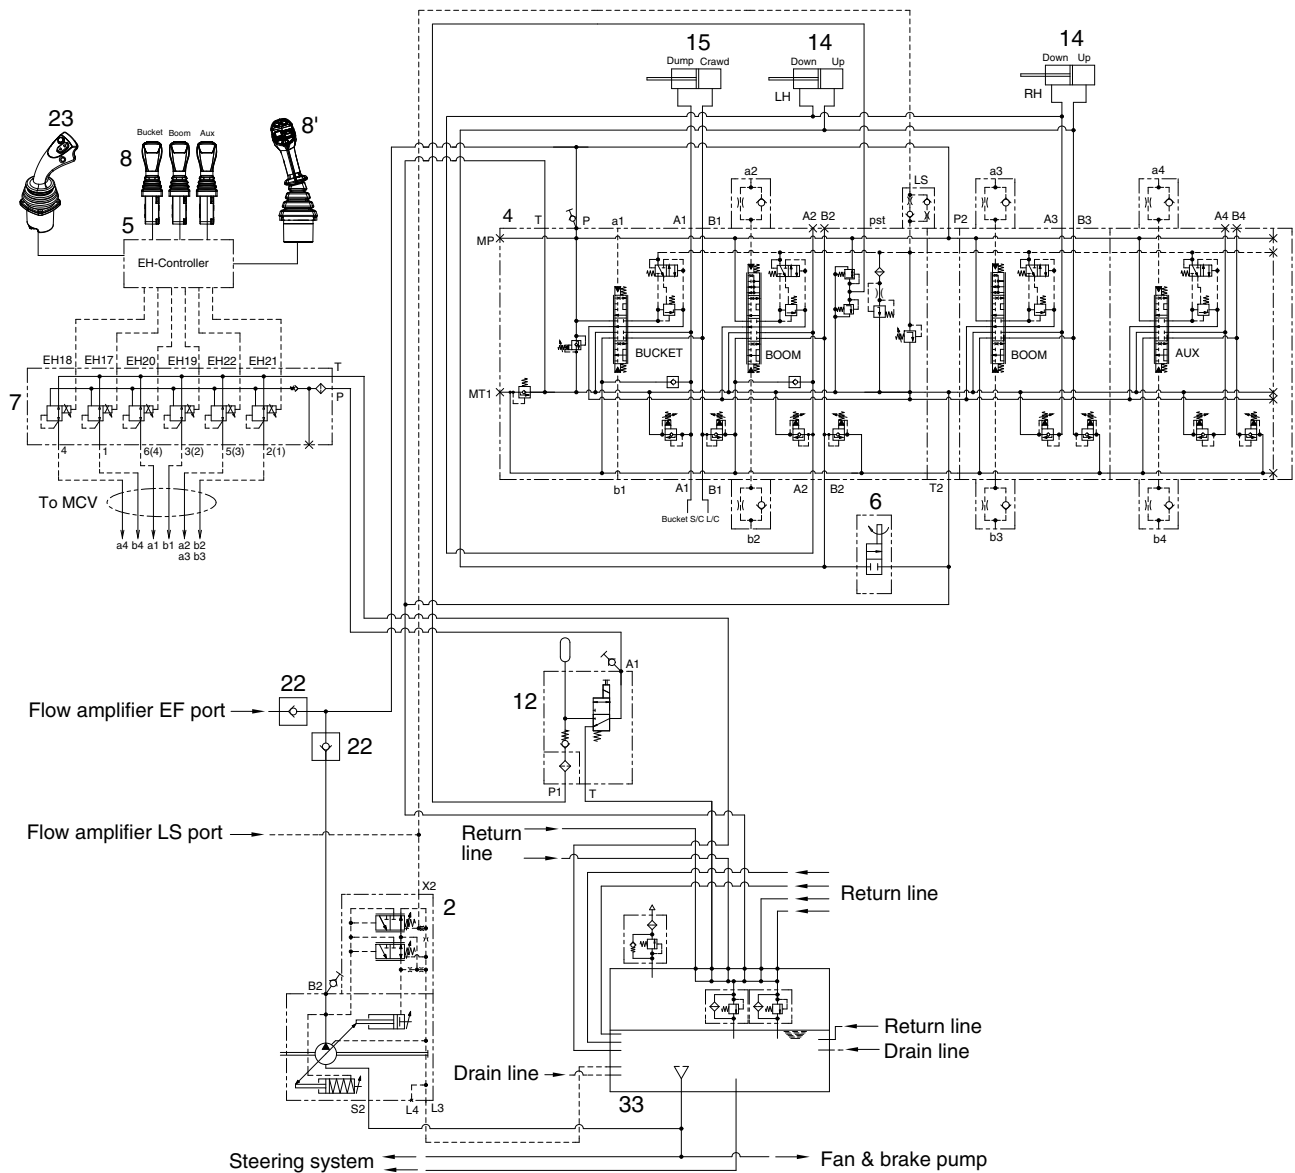 15
14
14
Dump Crawd
Down Up
Down Up
LH
RH
23
8
Bucket Boom Aux
8'
5
EH-Controller
a2
LS
a3
a4
4
T
P
a1
A1
B1
A2 B2
pst
P2
A3
B3
A4 B4
MP
BUCKET
BOOM
BOOM
AUX
MT1
EH18
EH17
EH20
EH19
EH22
EH21
T
P
7
4
1
6(4)
3(2)
5(3)
2(1)
To MCV
a4 b4 a1 b1 a2 b2
a3 b3
b1
A1
B1
A2
B2
T2
Bucket S/C L/C
b2
6
b3
b4
A1
12
22
Flow amplifier EF port
22
P1
T
Flow amplifier LS port
Return
line
X2
2
Return line
B2
Return line
Drain line
Drain line
S2
L4
L3
33
Steering system
Fan & brake pump